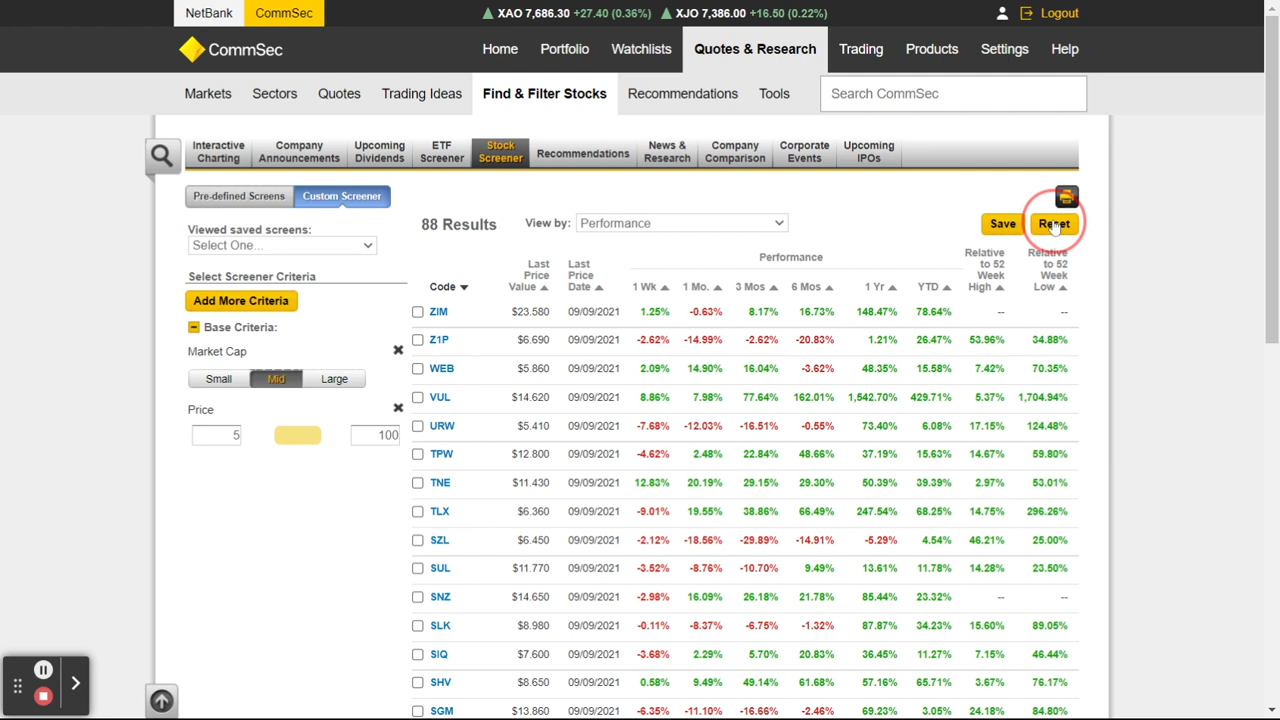 NetBank CommSec XAO 7,686.30 +27.40 (0.36%) XJO 7,386.00 +16.50 (0.22%) Logout
CommSec Home Portfolio Watchlists Quotes & Research Trading Products Settings Help
Markets Sectors Quotes Trading Ideas Find & Filter Stocks Recommendations Tools Search CommSec
Interactive Charting Company Announcements Upcoming Dividends ETF Screener Stock Screener Recommendations News & Research Company Comparison Corporate Events Upcoming IPOs
Pre-defined Screens Custom Screener
88 Results View by: Performance Save Reset
Viewed saved screens:
Select One...
Select Screener Criteria
Add More Criteria
Base Criteria:
Market Cap
Small Mid Large
Price
5 100
Performance
Code Last Price Value Last Price Date 1 Wk 1 Mo. 3 Mos 6 Mos 1 Yr YTD Relative to 52 Week High Relative to 52 Week Low
ZIM $23.580 09/09/2021 1.25% -0.63% 8.17% 16.73% 148.47% 78.64% -- --
Z1P $6.690 09/09/2021 -2.62% -14.99% -2.62% -20.83% 1.21% 26.47% 53.96% 34.88%
WEB $5.860 09/09/2021 2.09% 14.90% 16.04% -3.62% 48.35% 15.58% 7.42% 70.35%
VUL $14.620 09/09/2021 8.86% 7.98% 77.64% 162.01% 1,542.70% 429.71% 5.37% 1,704.94%
URW $5.410 09/09/2021 -7.68% -12.03% -16.51% -0.55% 73.40% 6.08% 17.15% 124.48%
TPW $12.800 09/09/2021 -4.62% 2.48% 22.84% 48.66% 37.19% 15.63% 14.67% 59.80%
TNE $11.430 09/09/2021 12.83% 20.19% 29.15% 29.30% 50.39% 39.39% 2.97% 53.01%
TLX $6.360 09/09/2021 -9.01% 19.55% 38.86% 66.49% 247.54% 68.25% 14.75% 296.26%
SZL $6.450 09/09/2021 -2.12% -18.56% -29.89% -14.91% -5.29% 4.54% 46.21% 25.00%
SUL $11.770 09/09/2021 -3.52% -8.76% -10.70% 9.49% 13.61% 11.78% 14.28% 23.50%
SNZ $14.650 09/09/2021 -2.98% 16.09% 26.18% 21.78% 85.44% 23.32% -- --
SLK $8.980 09/09/2021 -0.11% -8.37% -6.75% -1.32% 87.87% 34.23% 15.60% 89.05%
SIQ $7.600 09/09/2021 -3.68% 2.29% 5.70% 20.83% 36.45% 11.27% 7.15% 46.44%
SHV $8.650 09/09/2021 0.58% 9.49% 49.14% 61.68% 57.16% 65.71% 3.67% 76.17%
SGM $13.860 09/09/2021 -6.35% -11.10% -16.66% -2.46% 69.23% 3.05% 24.18% 84.80%